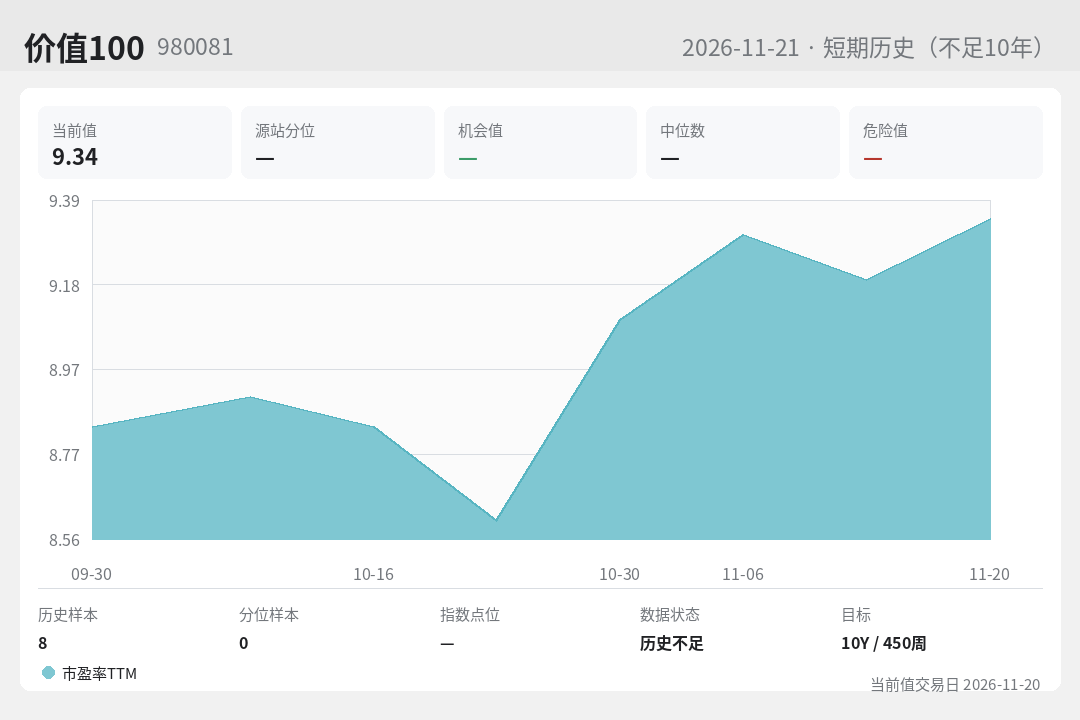 价值100 980081 2026-11-21 · 短期历史（不足10年）
当前值 源站分位 机会值 中位数 危险值
9.34 — — — —
9.39
9.18
8.97
8.77
8.56
09-30 10-16 10-30 11-06 11-20
历史样本 分位样本 指数点位 数据状态 目标
8 0 — 历史不足 10Y / 450周
市盈率TTM
当前值交易日 2026-11-20